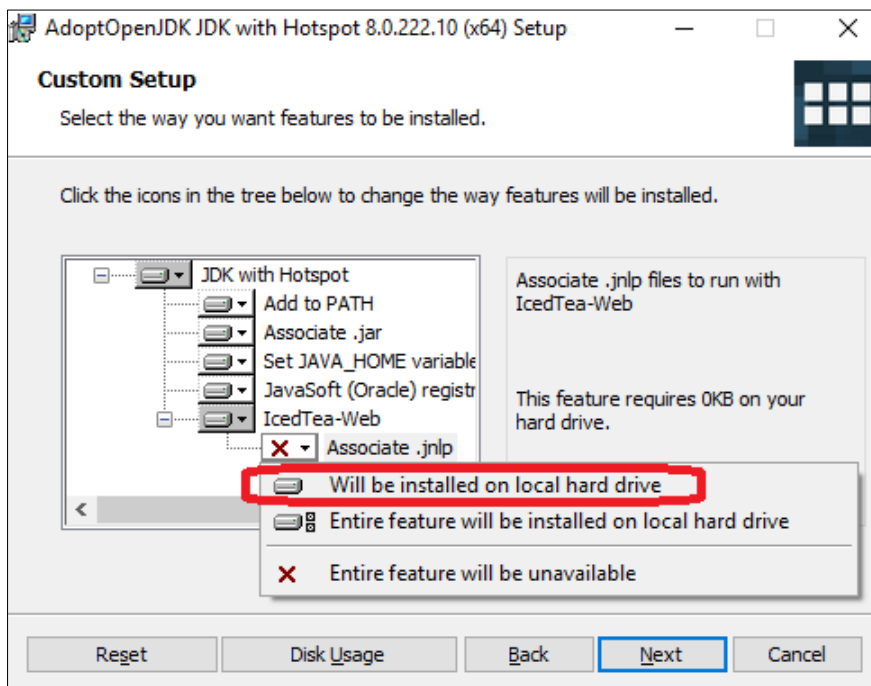 AdoptOpenJDK JDK with Hotspot 8.0.222.10 (x64) Setup
Custom Setup
Select the way you want features to be installed.
Click the icons in the tree below to change the way features will be installed.
JDK with Hotspot
Add to PATH
Associate .jar
Set JAVA_HOME variable
JavaSoft (Oracle) registr
IcedTea-Web
Associate .jnlp
Associate .jnlp files to run with
IcedTea-Web
This feature requires 0KB on your
hard drive.
Will be installed on local hard drive
Entire feature will be installed on local hard drive
Entire feature will be unavailable
Reset Disk Usage Back Next Cancel